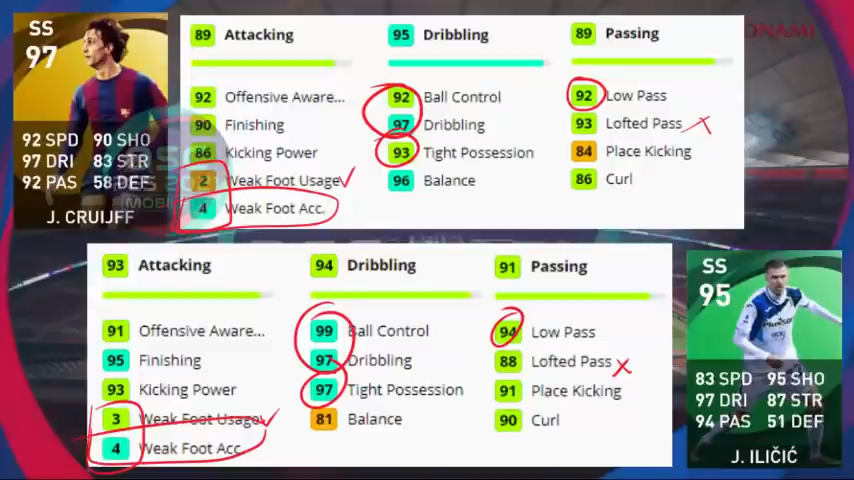 SS
97
92 SPD 90 SHO
97 DRI 83 STR
92 PAS 58 DEF
J. CRUIJFF
89 Attacking
92 Offensive Aware...
90 Finishing
86 Kicking Power
2 Weak Foot Usage
4 Weak Foot Acc.
95 Dribbling
92 Ball Control
97 Dribbling
93 Tight Possession
96 Balance
89 Passing
92 Low Pass
93 Lofted Pass
84 Place Kicking
86 Curl
KONAMI
93 Attacking
91 Offensive Aware...
95 Finishing
93 Kicking Power
3 Weak Foot Usage
4 Weak Foot Acc.
94 Dribbling
99 Ball Control
97 Dribbling
97 Tight Possession
81 Balance
91 Passing
94 Low Pass
88 Lofted Pass
91 Place Kicking
90 Curl
SS
95
83 SPD 95 SHO
97 DRI 87 STR
94 PAS 51 DEF
J. ILIČIĆ